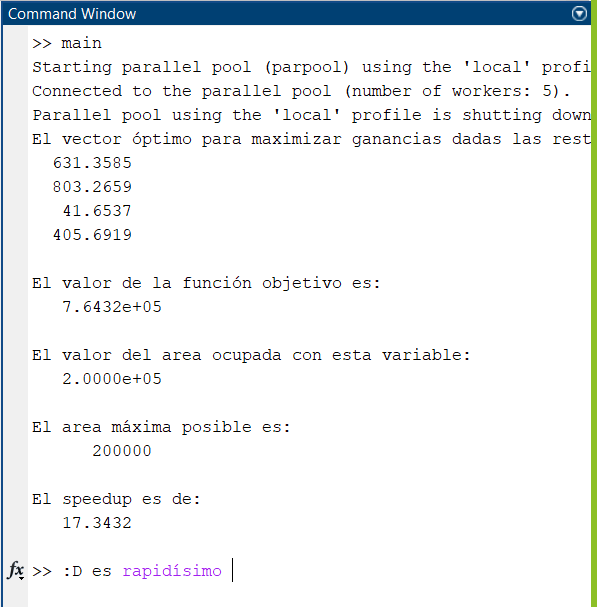 Command Window
>> main
Starting parallel pool (parpool) using the 'local' profi
Connected to the parallel pool (number of workers: 5).
Parallel pool using the 'local' profile is shutting down
El vector óptimo para maximizar ganancias dadas las rest
631.3585
803.2659
41.6537
405.6919
El valor de la función objetivo es:
7.6432e+05
El valor del area ocupada con esta variable:
2.0000e+05
El area máxima posible es:
200000
El speedup es de:
17.3432
fx >> :D es rapidísimo